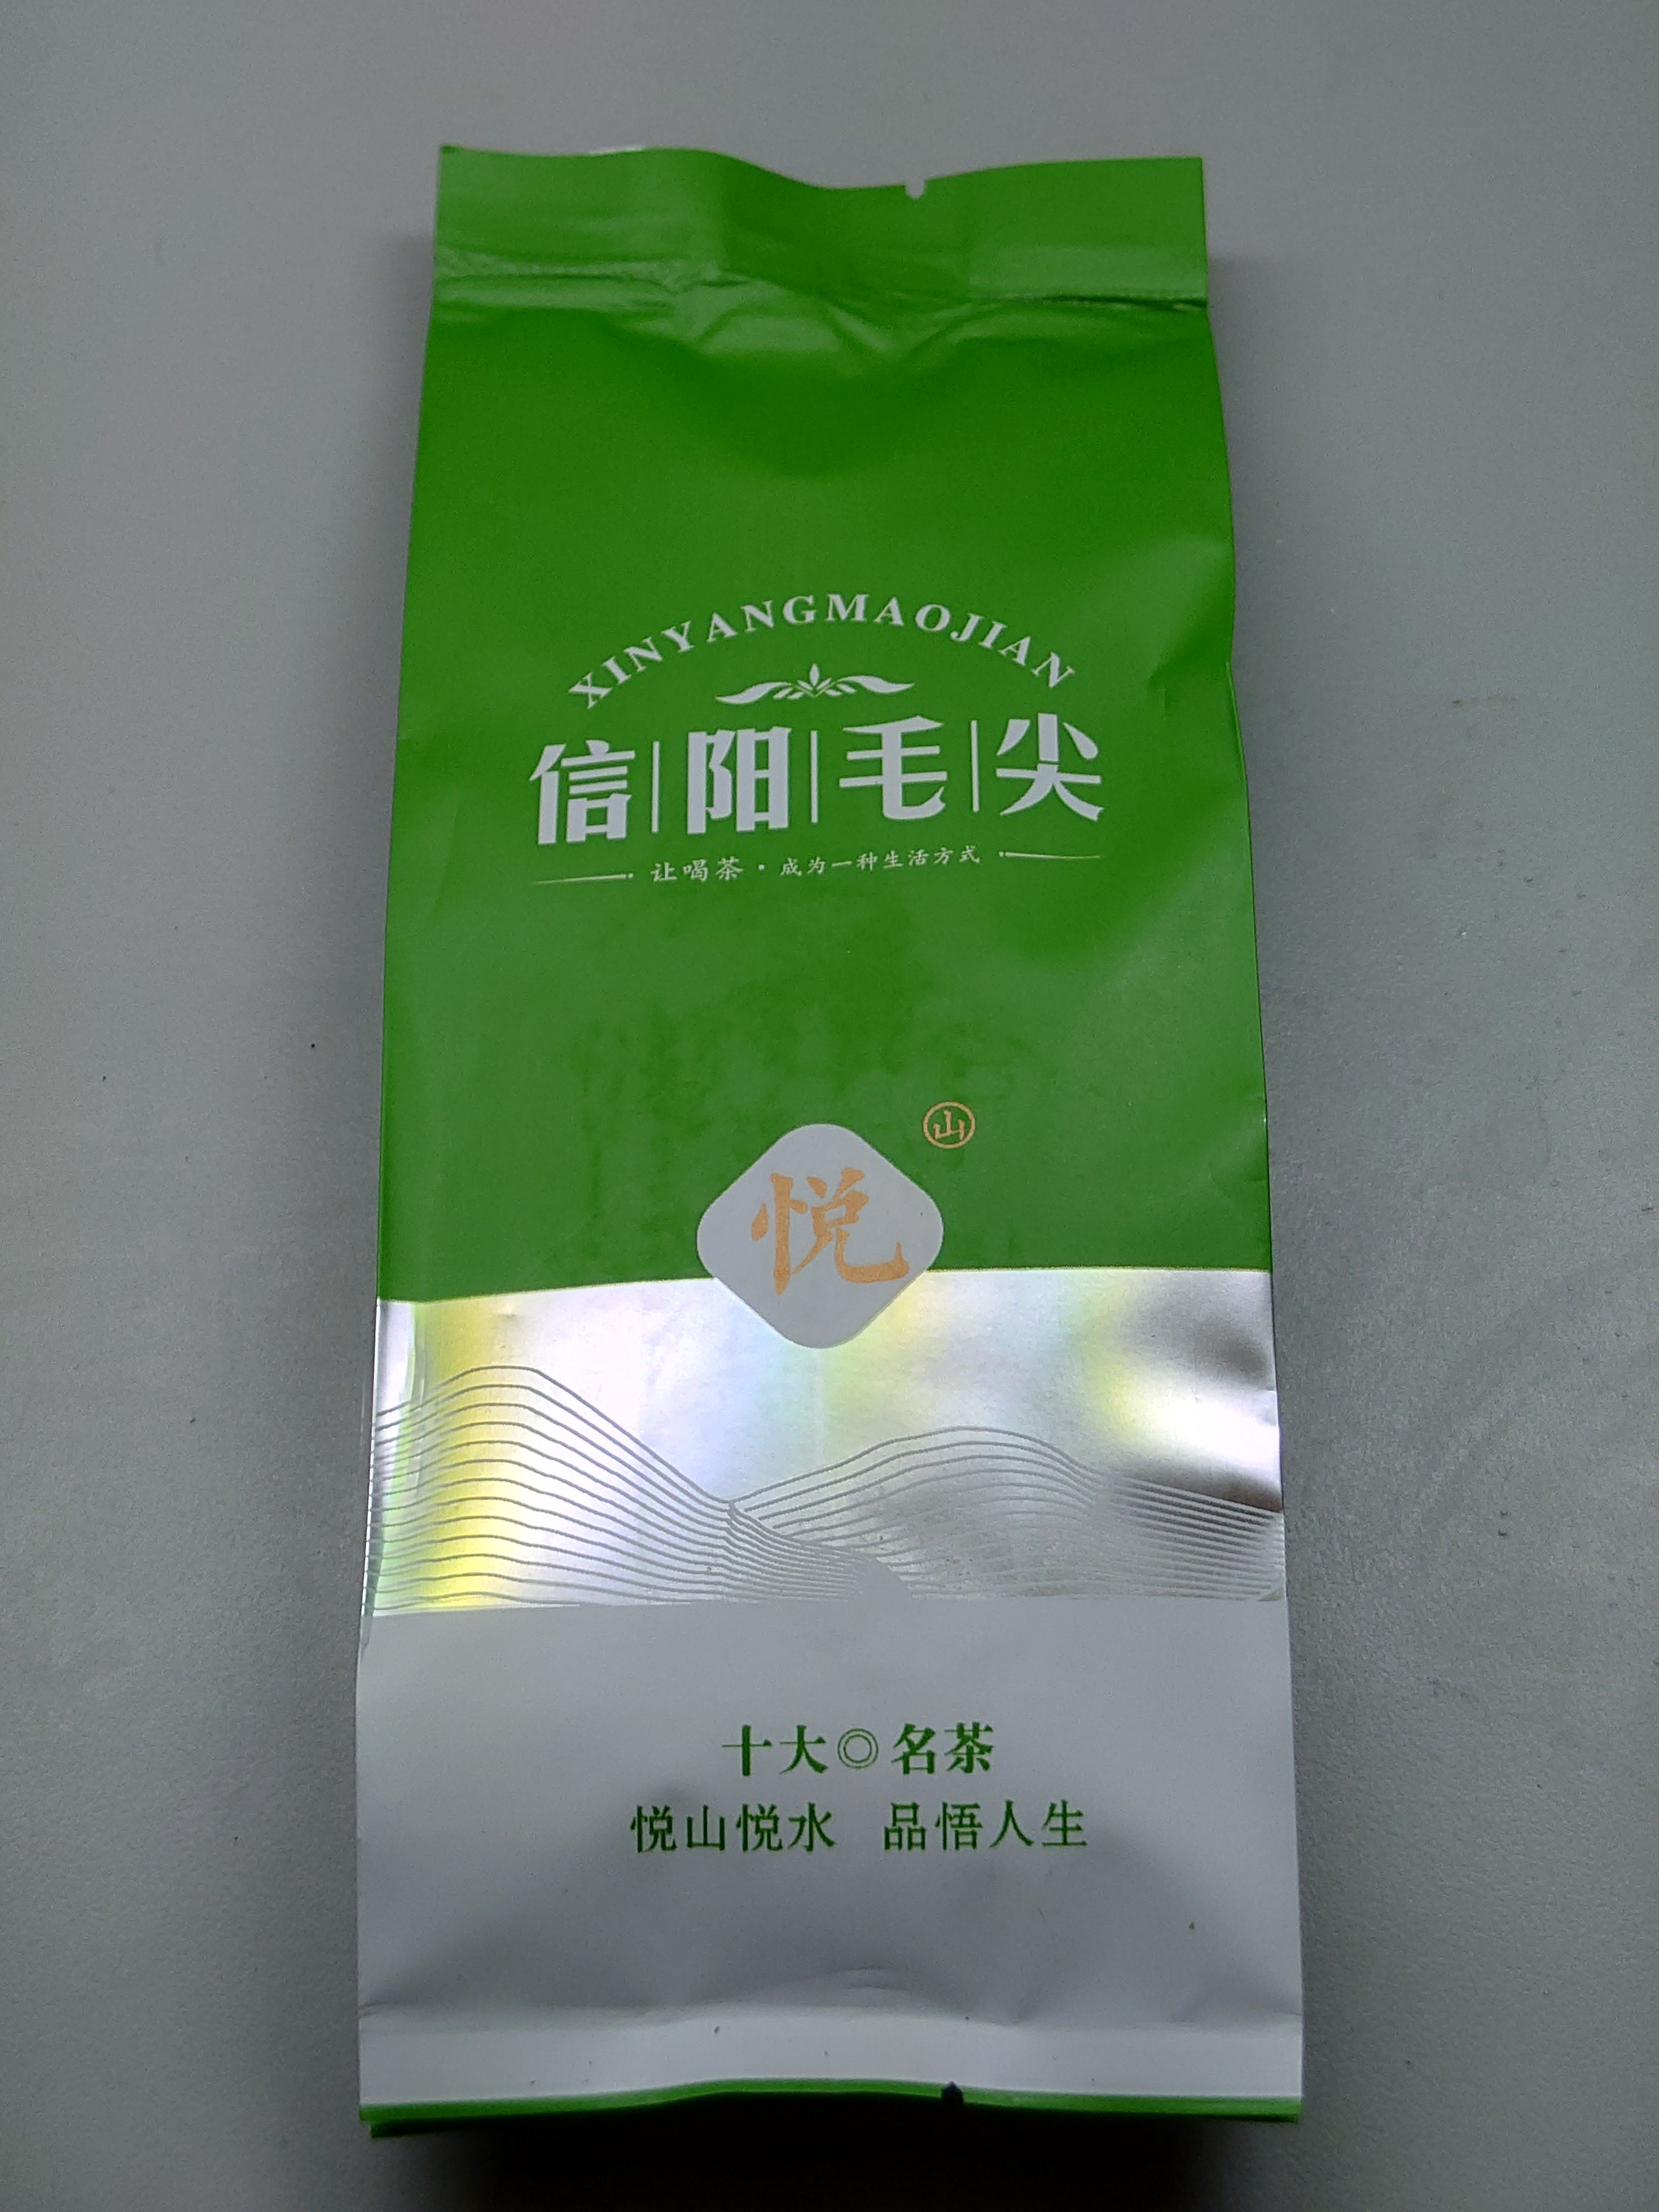 XINYANGMAOJIAN
信|阳|毛|尖
让喝茶·成为一种生活方式
山
悦
十大◎名茶
悦山悦水 品悟人生